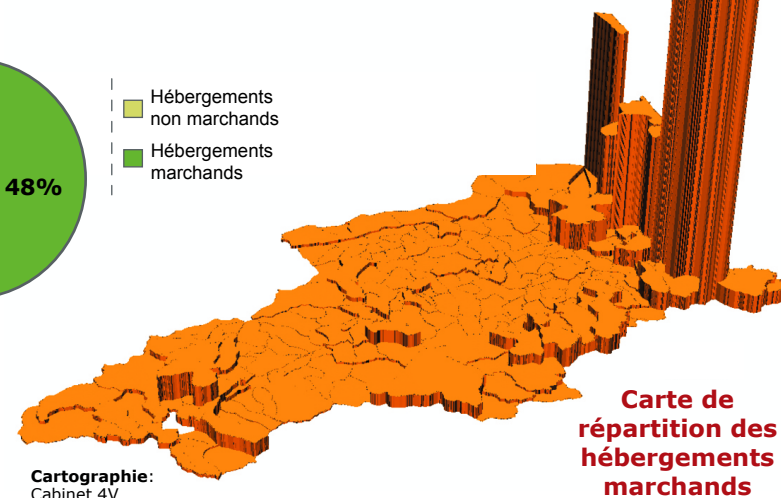 Hébergements
non marchands
Hébergements
marchands
48%
Carte de
répartition des
hébergements
marchands
Cartographie:
Cabinet 4V